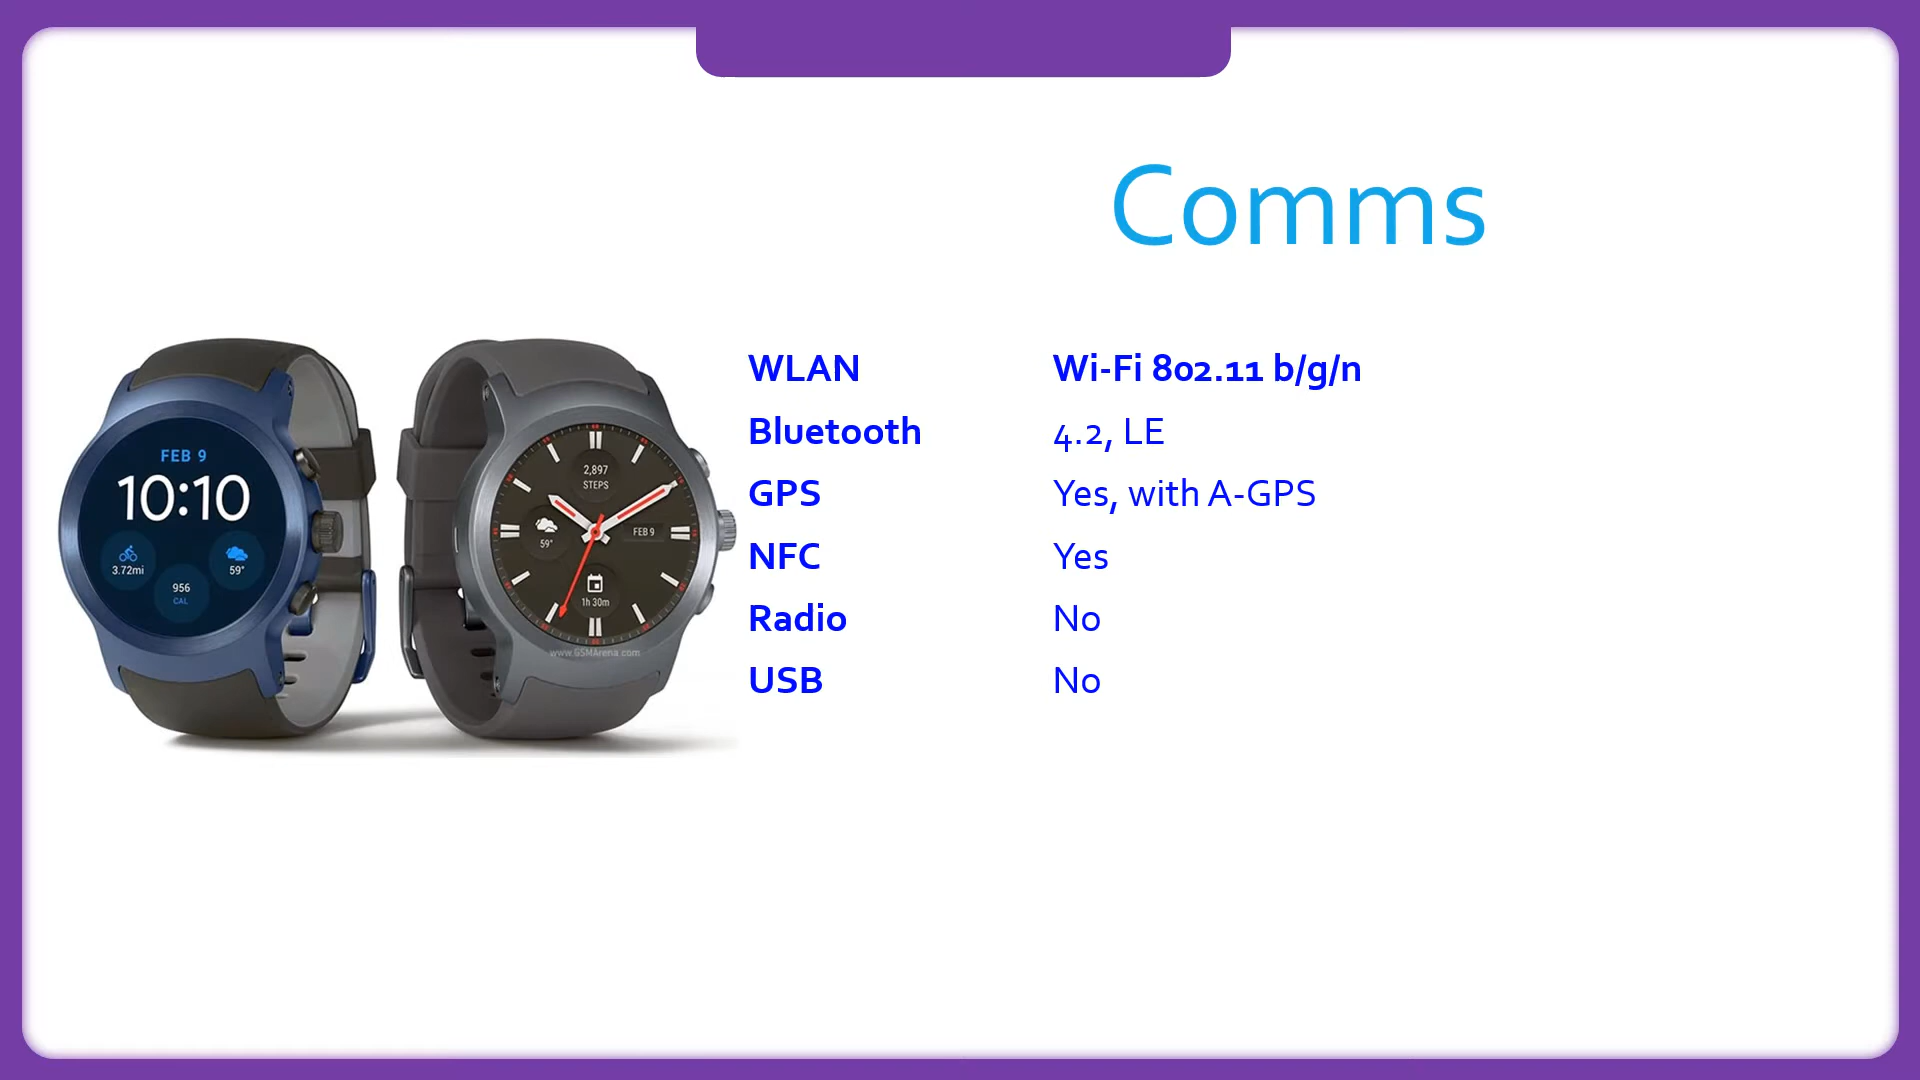 Comms
WLAN Wi-Fi 802.11 b/g/n
Bluetooth 4.2, LE
GPS Yes, with A-GPS
NFC Yes
Radio No
USB No
FEB 9
10:10
3.72mi
59°
956
CAL
2,897
STEPS
59°
FEB 9
1h 30m
www.GSMArena.com